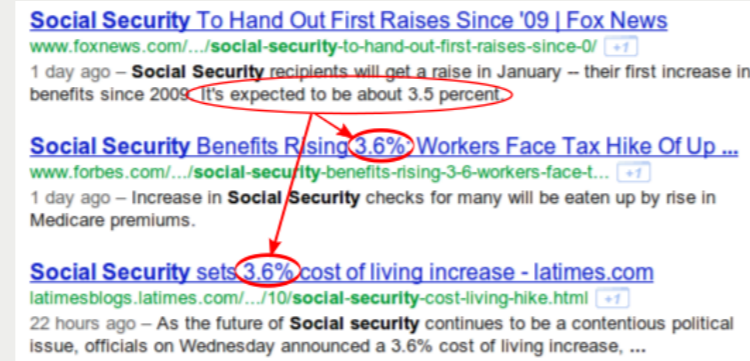 Social Security To Hand Out First Raises Since '09 | Fox News
www.foxnews.com/.../social-security-to-hand-out-first-raises-since-0/ +1
1 day ago – Social Security recipients will get a raise in January -- their first increase in
benefits since 2009. It's expected to be about 3.5 percent.
Social Security Benefits Rising 3.6%; Workers Face Tax Hike Of Up ...
www.forbes.com/.../social-security-benefits-rising-3-6-workers-face-t... +1
1 day ago – Increase in Social Security checks for many will be eaten up by rise in
Medicare premiums.
Social Security sets 3.6% cost of living increase - latimes.com
latimesblogs.latimes.com/.../10/social-security-cost-living-hike.html +1
22 hours ago – As the future of Social security continues to be a contentious political
issue, officials on Wednesday announced a 3.6% cost of living increase, ...